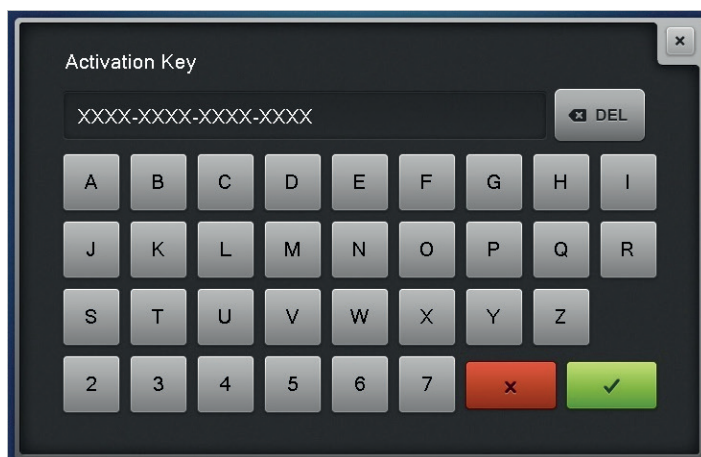 Activation Key
XXXX-XXXX-XXXX-XXXX
DEL
A B C D E F G H I
J K L M N O P Q R
S T U V W X Y Z
2 3 4 5 6 7